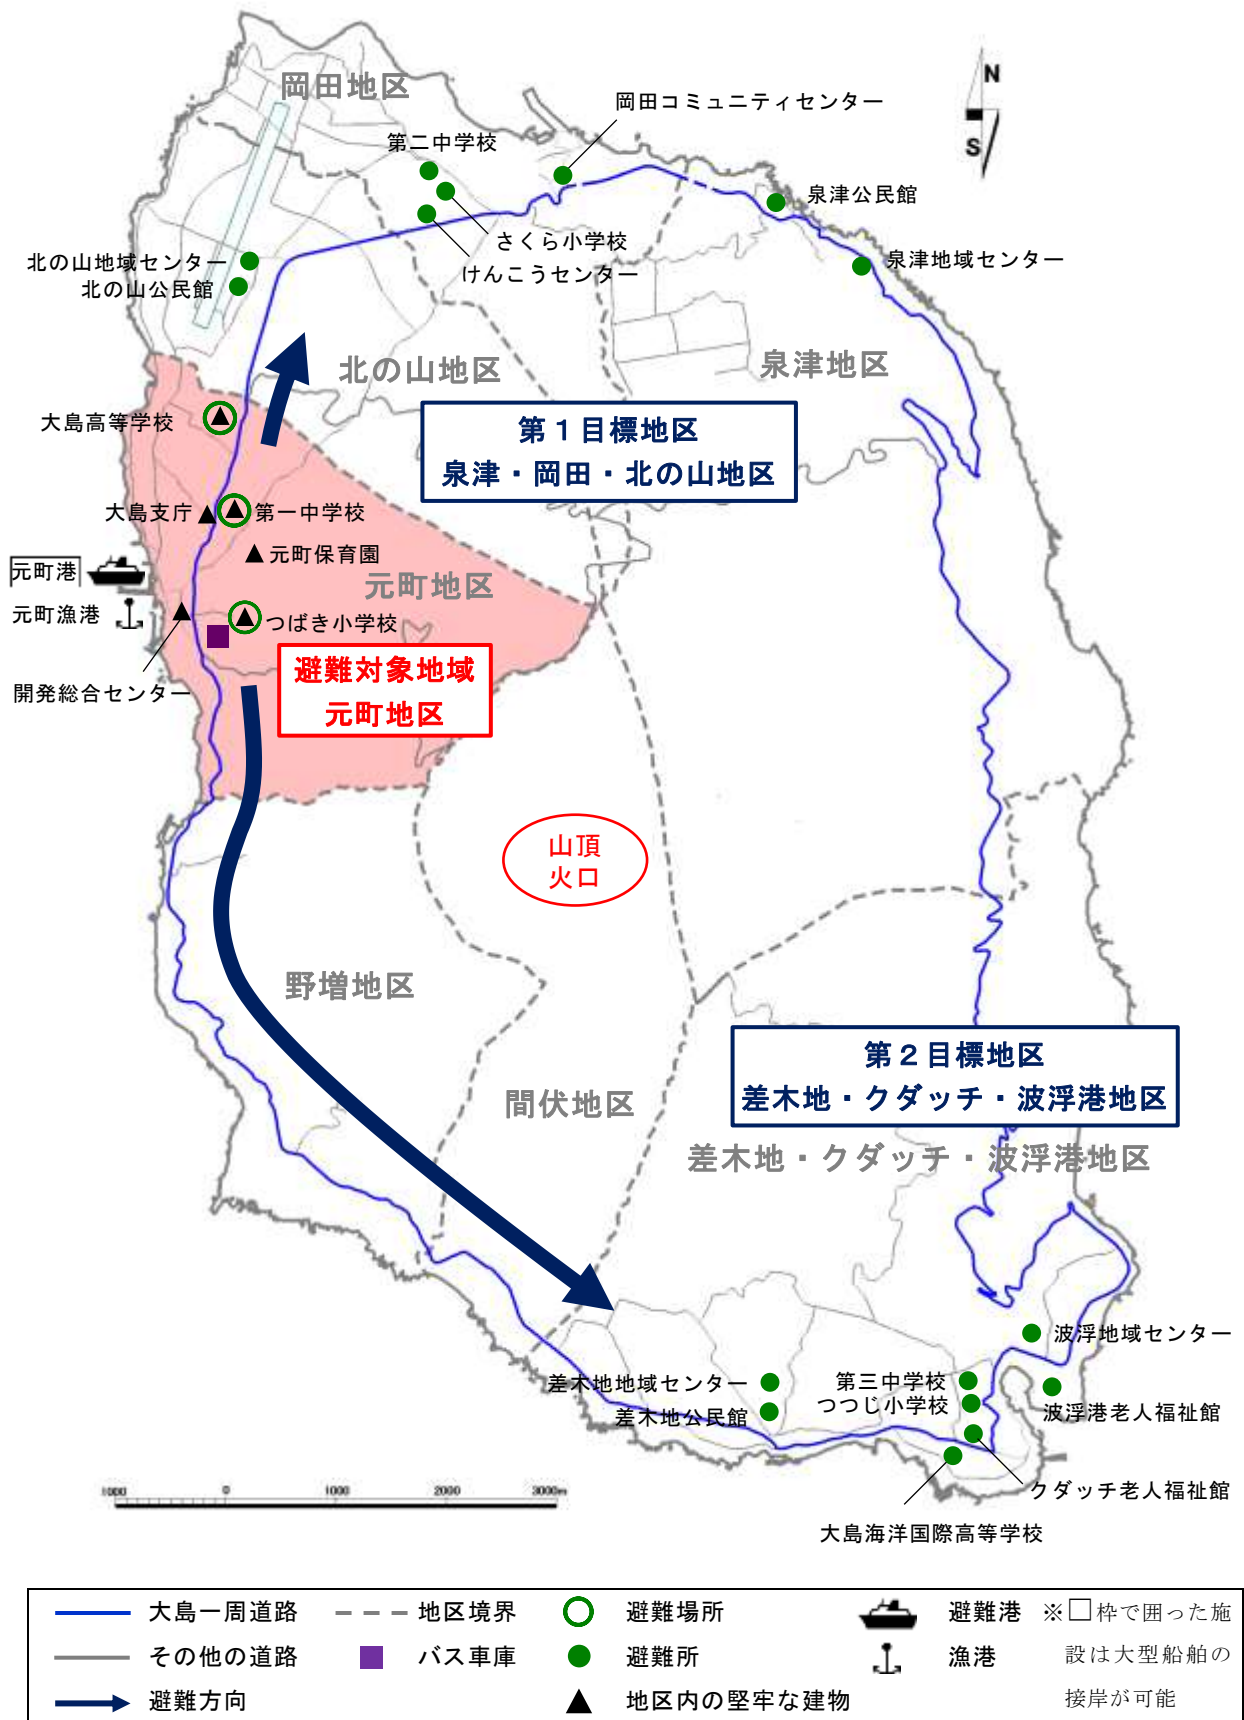 岡田地区
岡田コミュニティセンター
N
S
第二中学校
泉津公民館
さくら小学校
北の山地域センター
けんこうセンター
泉津地域センター
北の山公民館
北の山地区
泉津地区
大島高等学校
第１目標地区
泉津・岡田・北の山地区
大島支庁
第一中学校
元町保育園
元町港
元町地区
元町漁港
つばき小学校
避難対象地域
元町地区
開発総合センター
山頂
火口
野増地区
第２目標地区
差木地・クダッチ・波浮港地区
間伏地区
差木地・クダッチ・波浮港地区
波浮地域センター
差木地地域センター
第三中学校
つつじ小学校
差木地公民館
波浮港老人福祉館
クダッチ老人福祉館
大島海洋国際高等学校
1000 0 1000 2000 3000m
大島一周道路 地区境界 避難場所 避難港 ※□枠で囲った施
その他の道路 バス車庫 避難所 漁港 設は大型船舶の
避難方向 地区内の堅牢な建物 接岸が可能